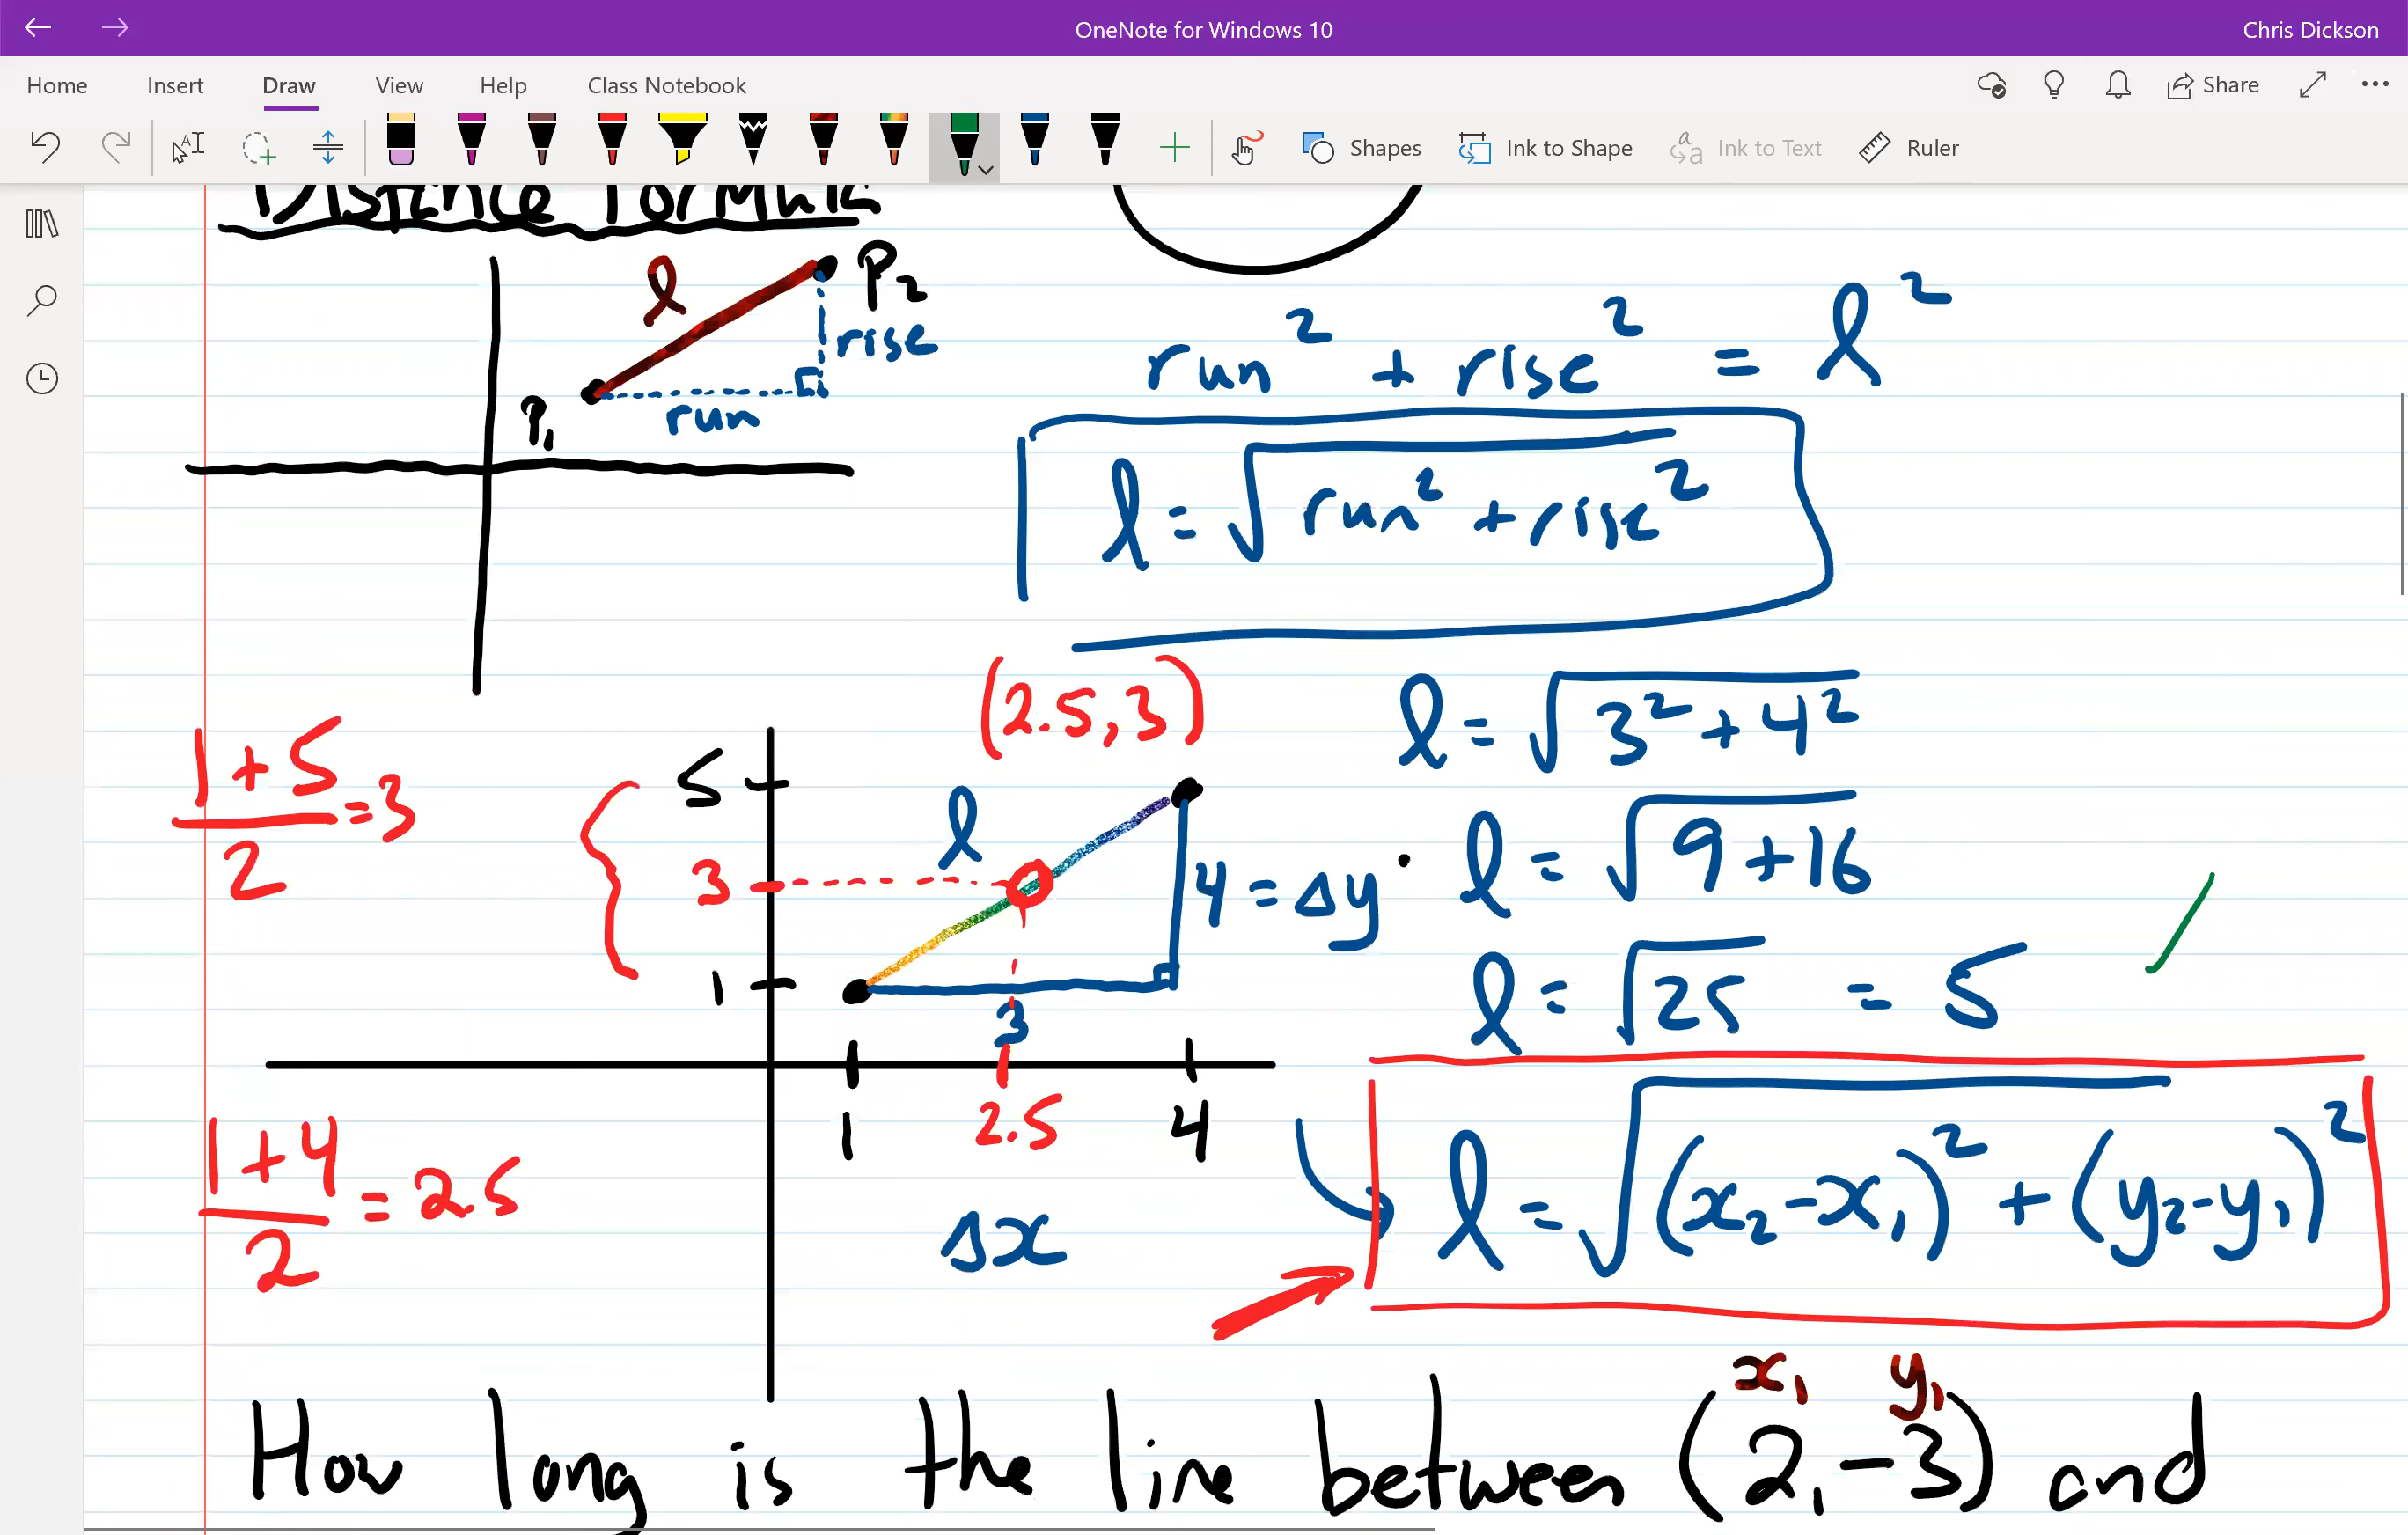 OneNote for Windows 10
Chris Dickson
Home Insert Draw View Help Class Notebook
Share
Shapes Ink to Shape Ink to Text Ruler
Distance formula
l
P₂
rise
P₁
run
run² + rise² = l²
l = √(run² + rise²)
(2.5, 3)
l = √(3² + 4²)
(1+5)/2 = 3
5
l
3
4 = Δy
l = √(9+16)
1
3
l = √25 = 5
1 2.5 4
(1+4)/2 = 2.5
Δx
l = √((x₂-x₁)² + (y₂-y₁)²)
x₁ y₁
How long is the line between (2, -3) and